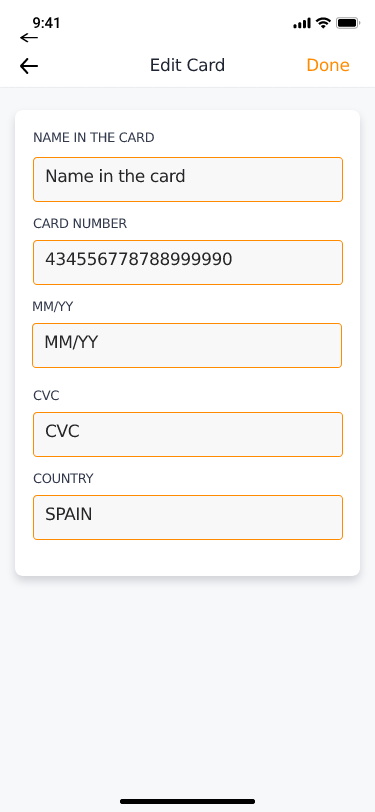 9:41
Edit Card
Done
NAME IN THE CARD
Name in the card
CARD NUMBER
434556778788999990
MM/YY
MM/YY
CVC
CVC
COUNTRY
SPAIN